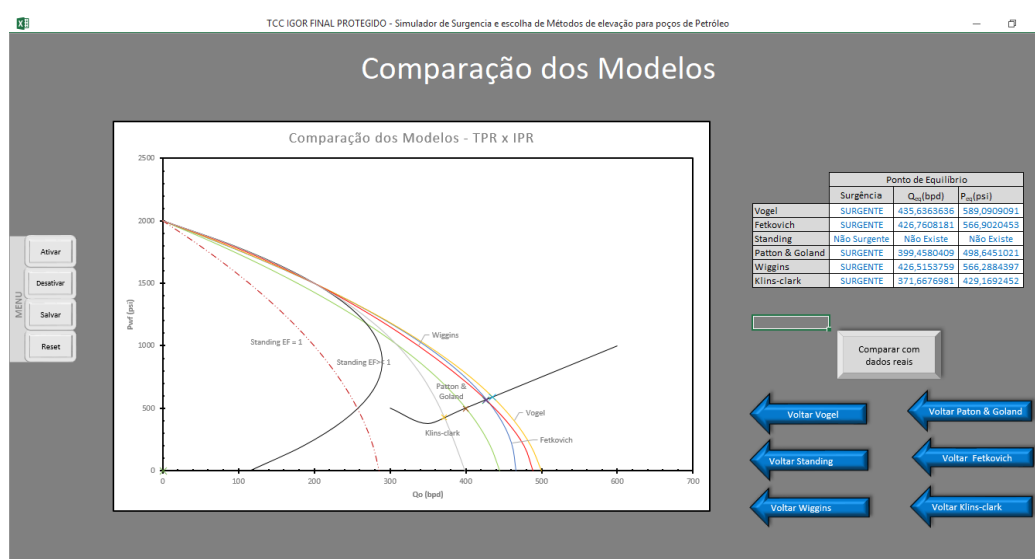 TCC IGOR FINAL PROTEGIDO - Simulador de Surgencia e escolha de Métodos de elevação para poços de Petróleo
Comparação dos Modelos
Comparação dos Modelos - TPR x IPR
2500
2000
1500
1000
500
0
Pwf (psi)
0 100 200 300 400 500 600 700
Qo (bpd)
Standing EF = 1
Standing EF>< 1
Wiggins
Patton & Goland
Klins-clark
Vogel
Fetkovich
MENU
Ativar
Desativar
Salvar
Reset
Ponto de Equilíbrio
Surgência Qeq(bpd) Peq(psi)
Vogel SURGENTE 435,6363636 589,0909091
Fetkovich SURGENTE 426,7608181 566,9020453
Standing Não Surgente Não Existe Não Existe
Patton & Goland SURGENTE 399,4580409 498,6451021
Wiggins SURGENTE 426,5153759 566,2884397
Klins-clark SURGENTE 371,6676981 429,1692452
Comparar com
dados reais
Voltar Vogel
Voltar Paton & Goland
Voltar Standing
Voltar Fetkovich
Voltar Wiggins
Voltar Klins-clark